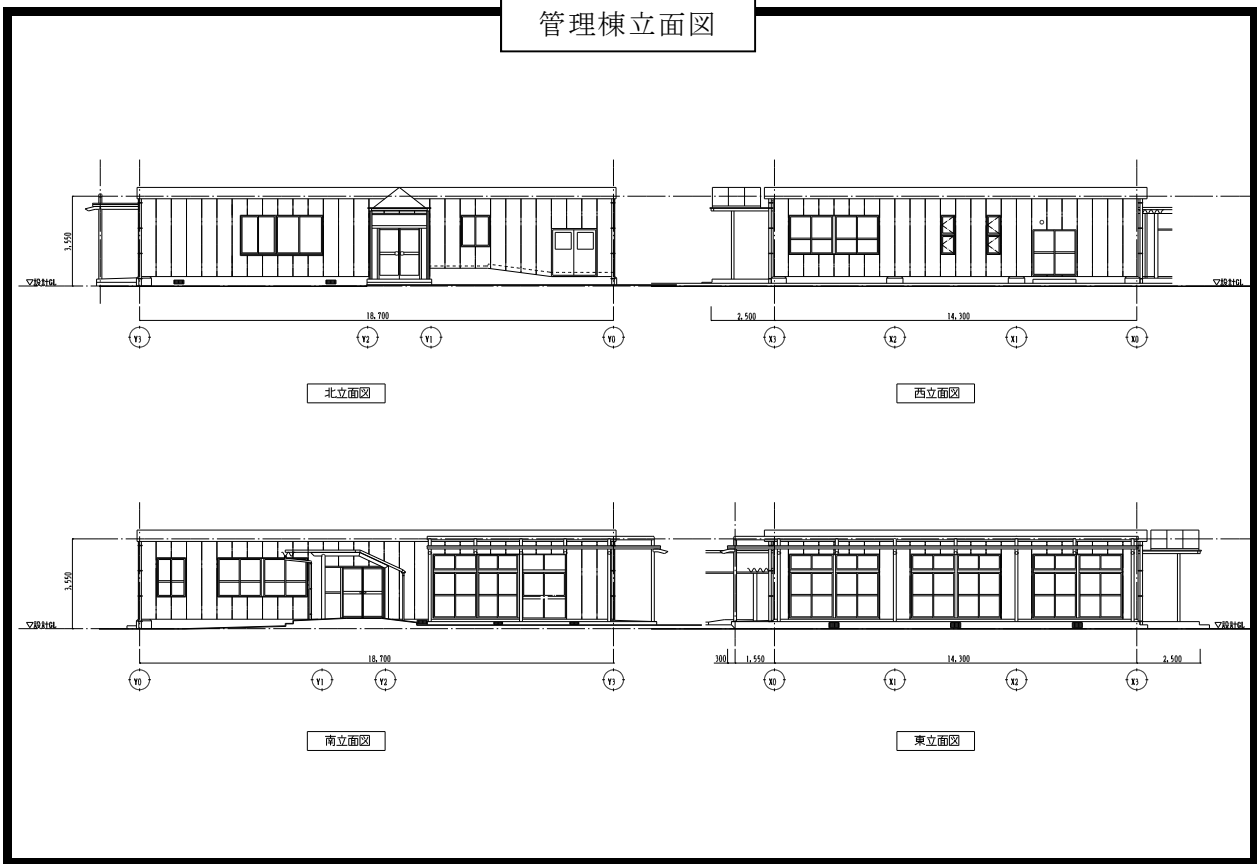 管理棟立面図
3,550
▽設計GL
▽設計GL
18,700
2,500
14,300
Y3
Y2
Y1
Y0
X3
X2
X1
X0
北立面図
西立面図
3,550
▽設計GL
▽設計GL
18,700
300
1,550
14,300
2,500
Y0
Y1
Y2
Y3
X0
X1
X2
X3
南立面図
東立面図